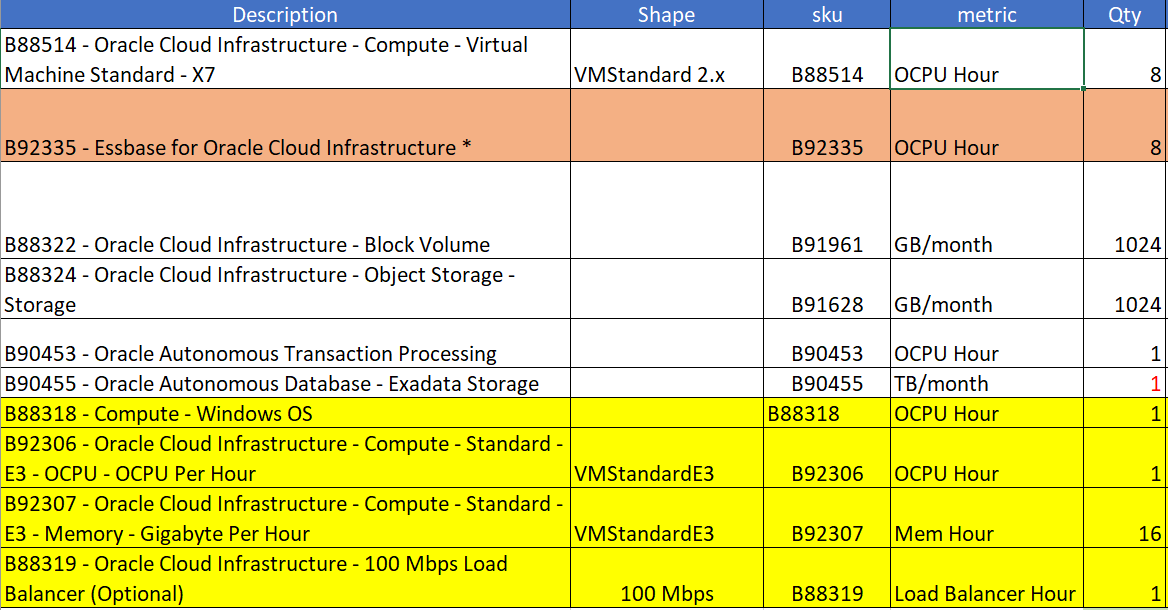 Description Shape sku metric Qty
B88514 - Oracle Cloud Infrastructure - Compute - Virtual
Machine Standard - X7 VMStandard 2.x B88514 OCPU Hour 8
B92335 - Essbase for Oracle Cloud Infrastructure * B92335 OCPU Hour 8
B88322 - Oracle Cloud Infrastructure - Block Volume B91961 GB/month 1024
B88324 - Oracle Cloud Infrastructure - Object Storage -
Storage B91628 GB/month 1024
B90453 - Oracle Autonomous Transaction Processing B90453 OCPU Hour 1
B90455 - Oracle Autonomous Database - Exadata Storage B90455 TB/month 1
B88318 - Compute - Windows OS B88318 OCPU Hour 1
B92306 - Oracle Cloud Infrastructure - Compute - Standard -
E3 - OCPU - OCPU Per Hour VMStandardE3 B92306 OCPU Hour 1
B92307 - Oracle Cloud Infrastructure - Compute - Standard -
E3 - Memory - Gigabyte Per Hour VMStandardE3 B92307 Mem Hour 16
B88319 - Oracle Cloud Infrastructure - 100 Mbps Load
Balancer (Optional) 100 Mbps B88319 Load Balancer Hour 1